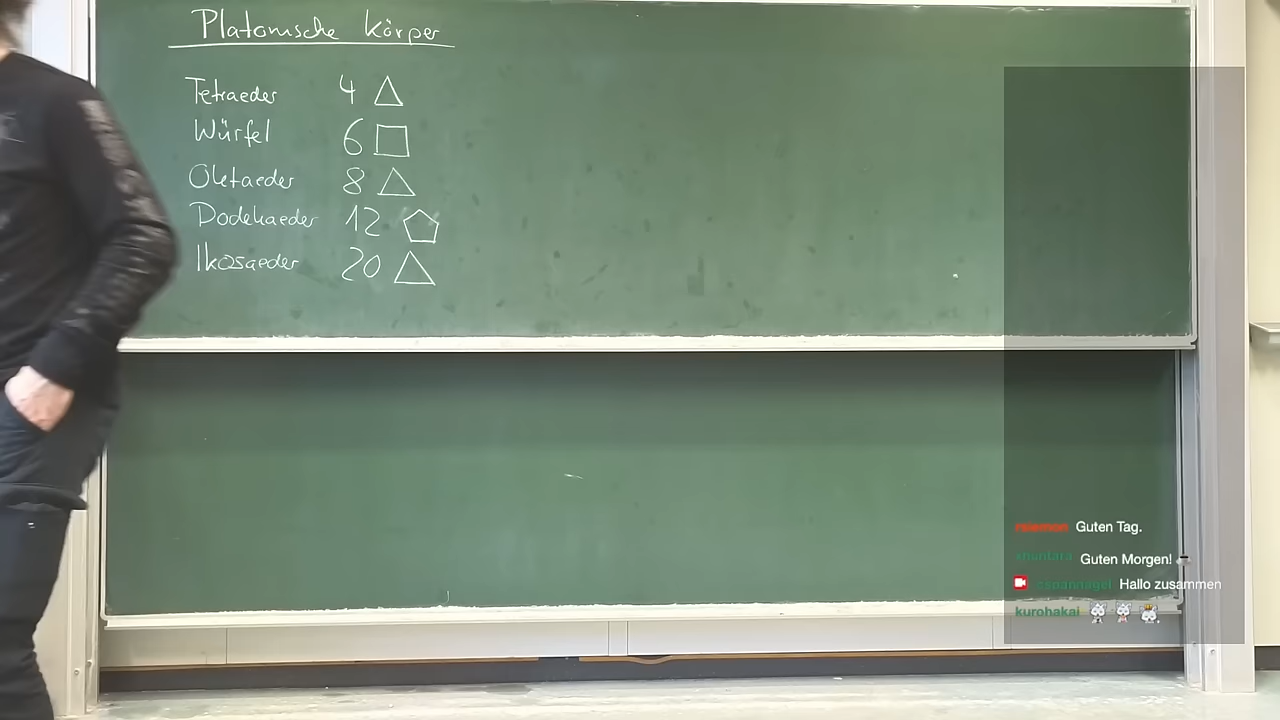 Platonische Körper
Tetraeder 4
Würfel 6
Oktaeder 8
Dodekaeder 12
Ikosaeder 20
Guten Tag.
Guten Morgen!
Hallo zusammen
kurohakai